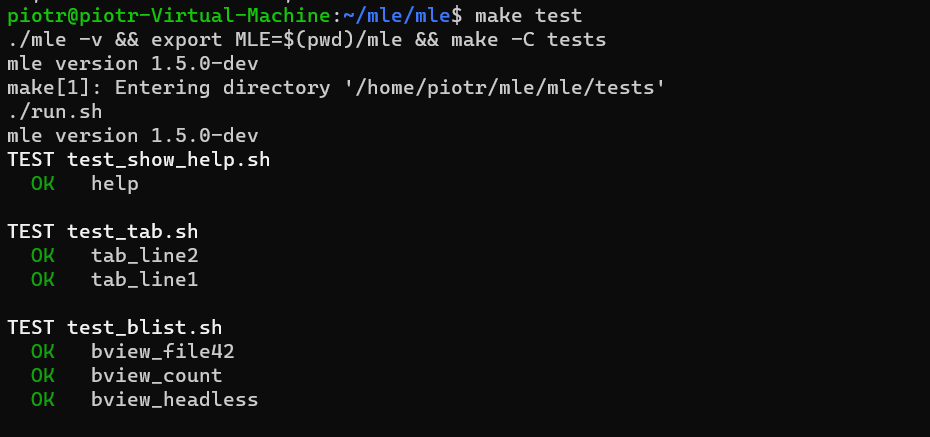 piotr@piotr-Virtual-Machine:~/mle/mle$ make test
./mle -v && export MLE=$(pwd)/mle && make -C tests
mle version 1.5.0-dev
make[1]: Entering directory '/home/piotr/mle/mle/tests'
./run.sh
mle version 1.5.0-dev
TEST test_show_help.sh
  OK   help

TEST test_tab.sh
  OK   tab_line2
  OK   tab_line1

TEST test_blist.sh
  OK   bview_file42
  OK   bview_count
  OK   bview_headless